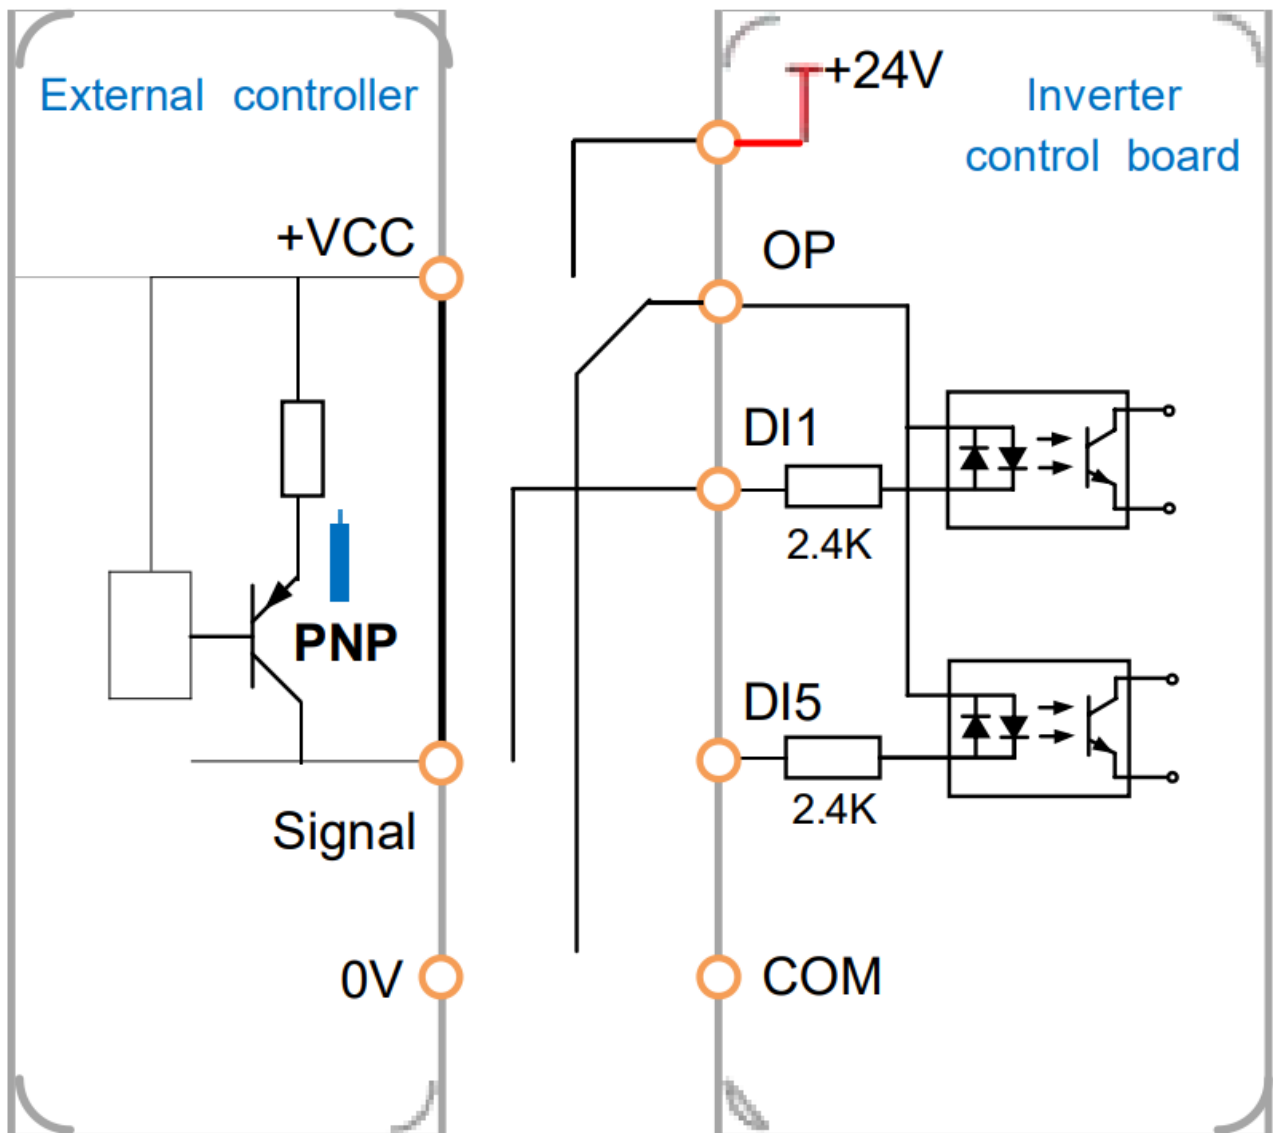 External controller
+VCC
PNP
Signal
0V
+24V
Inverter
control board
OP
DI1
2.4K
DI5
2.4K
COM